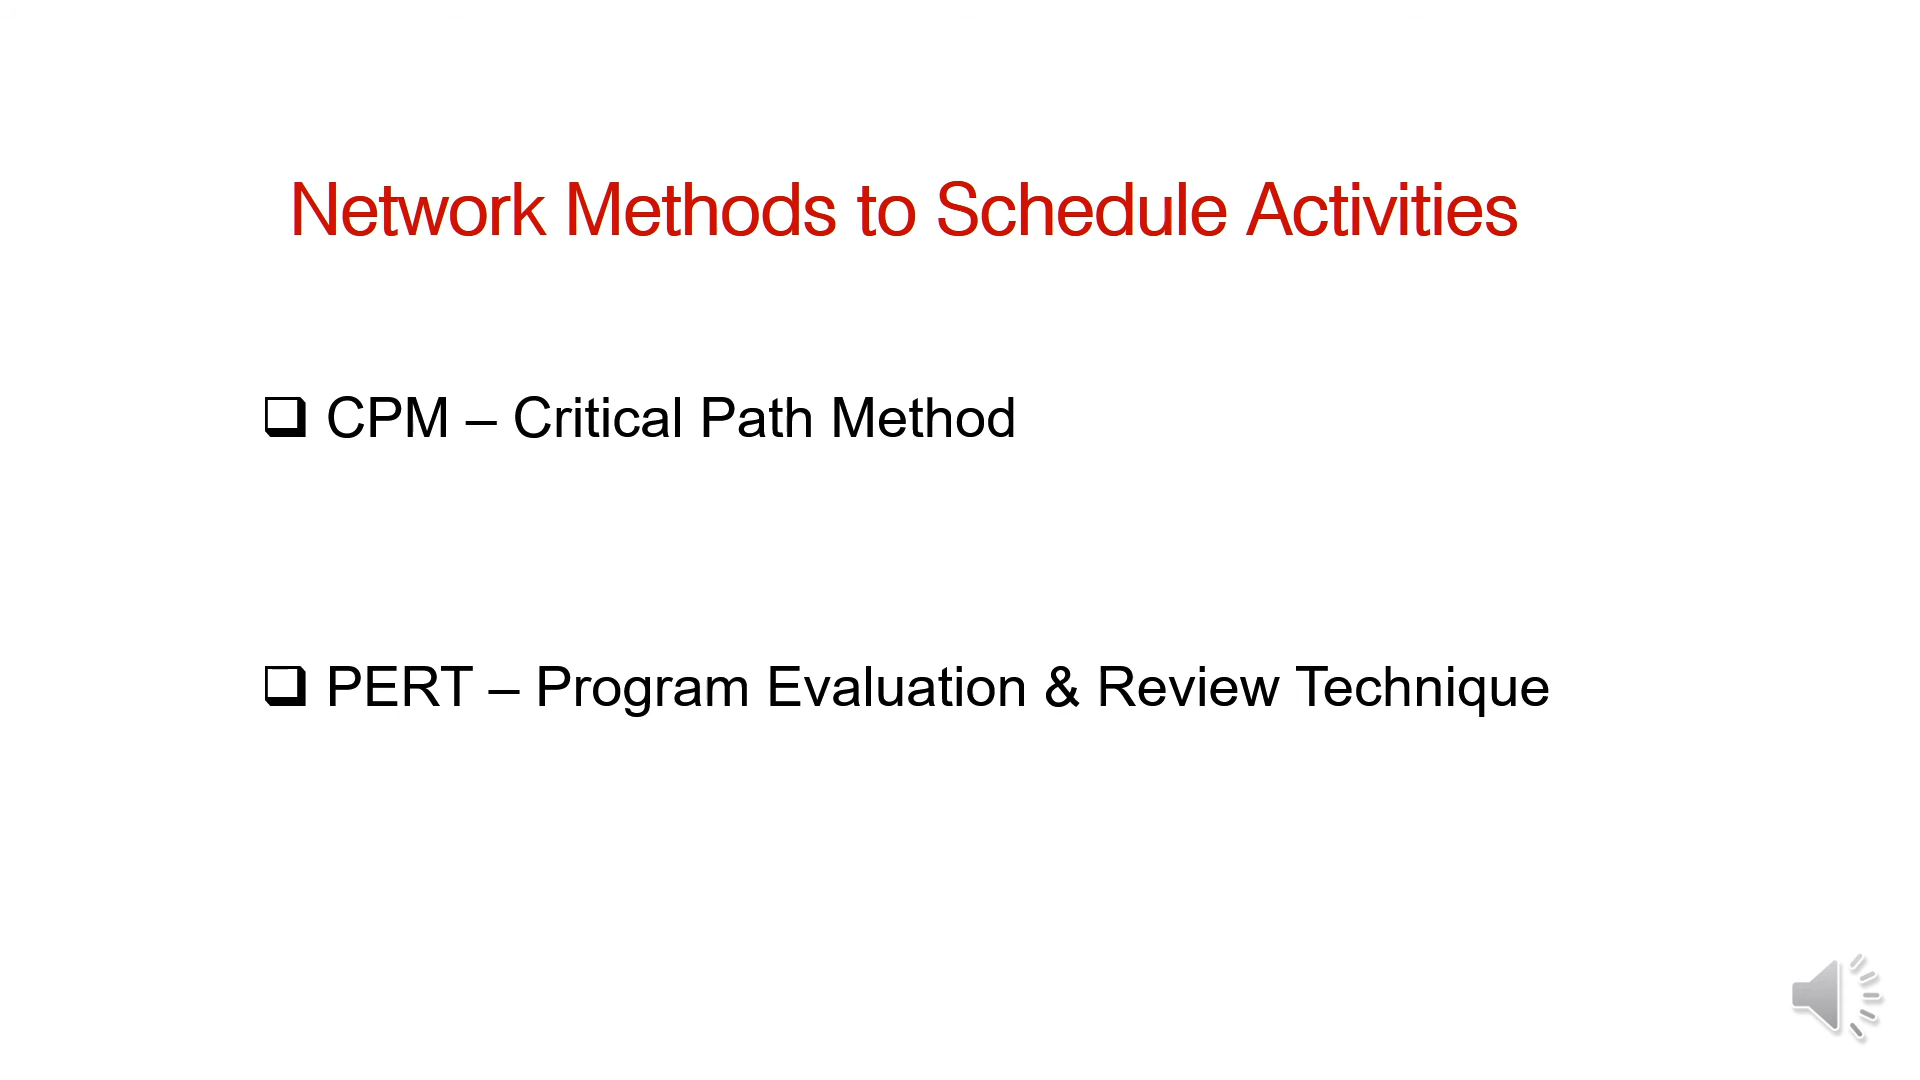 Network Methods to Schedule Activities
❑ CPM – Critical Path Method
❑ PERT – Program Evaluation & Review Technique